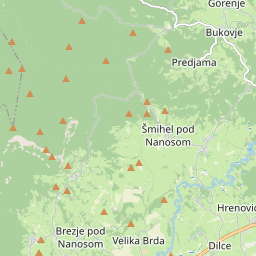 Gorenje
Bukovje
Predjama
Šmihel pod
Nanosom
Hrenovic
Brezje pod
Nanosom
Velika Brda
Dilce